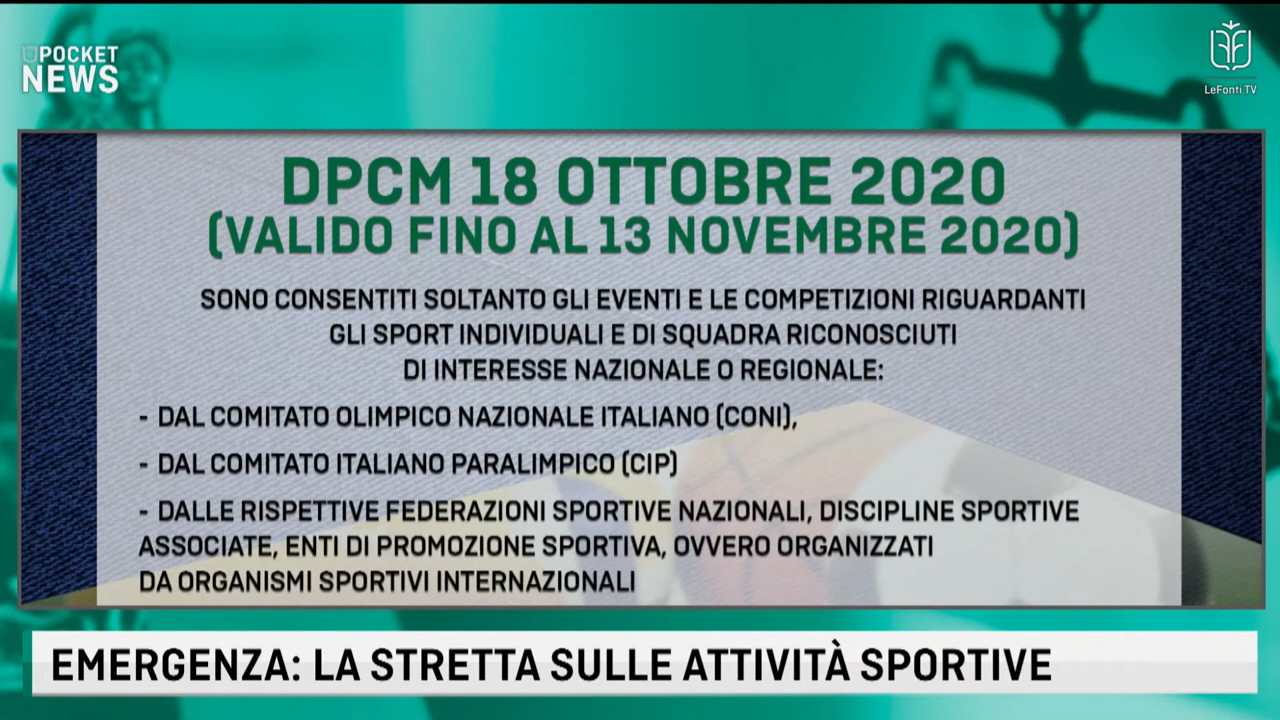 POCKET
NEWS
LeFonti.TV
DPCM 18 OTTOBRE 2020
(VALIDO FINO AL 13 NOVEMBRE 2020)
SONO CONSENTITI SOLTANTO GLI EVENTI E LE COMPETIZIONI RIGUARDANTI
GLI SPORT INDIVIDUALI E DI SQUADRA RICONOSCIUTI
DI INTERESSE NAZIONALE O REGIONALE:
- DAL COMITATO OLIMPICO NAZIONALE ITALIANO (CONI),
- DAL COMITATO ITALIANO PARALIMPICO (CIP)
- DALLE RISPETTIVE FEDERAZIONI SPORTIVE NAZIONALI, DISCIPLINE SPORTIVE
ASSOCIATE, ENTI DI PROMOZIONE SPORTIVA, OVVERO ORGANIZZATI
DA ORGANISMI SPORTIVI INTERNAZIONALI
EMERGENZA: LA STRETTA SULLE ATTIVITÀ SPORTIVE